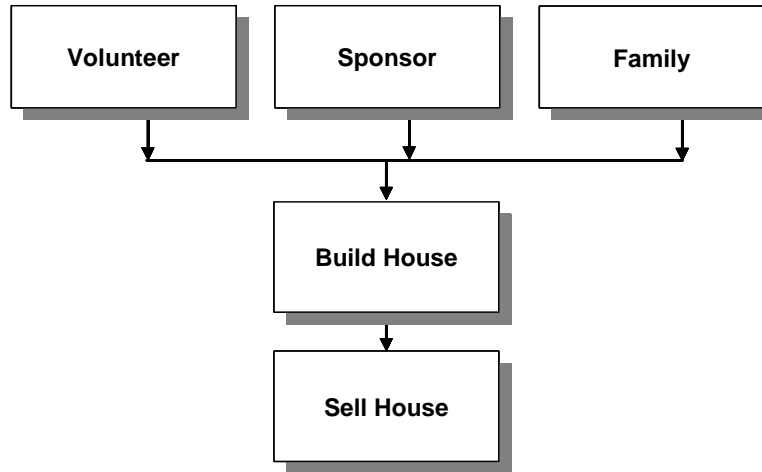 Volunteer
Sponsor
Family
Build House
Sell House